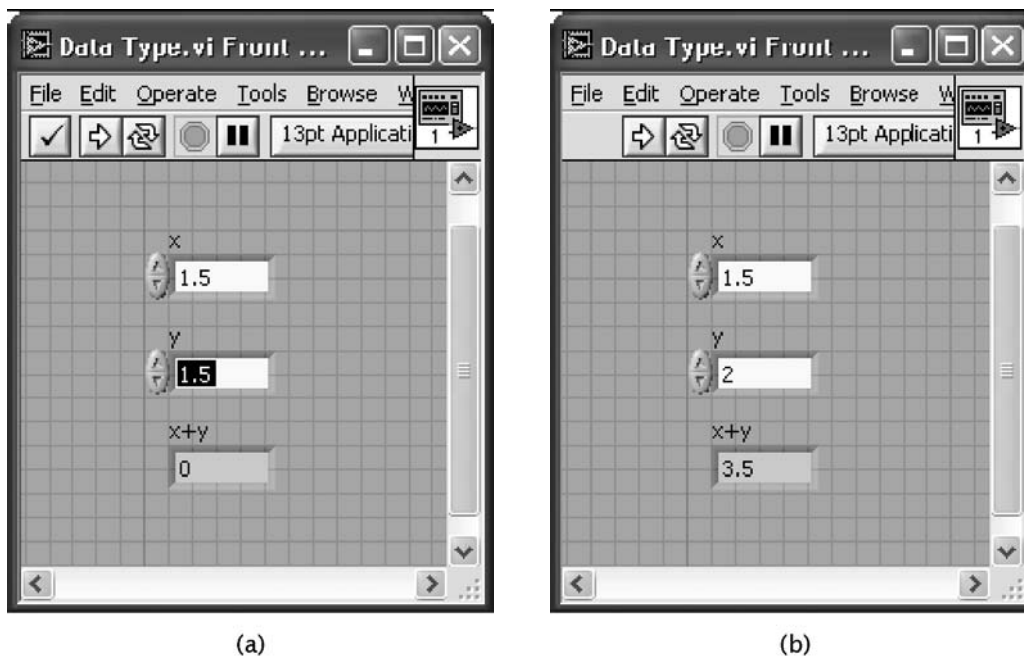 Data Type.vi Front ...
File Edit Operate Tools Browse W
13pt Applicati
1
x
1.5
y
1.5
x+y
0
(a)
Data Type.vi Front ...
File Edit Operate Tools Browse W
13pt Applicati
1
x
1.5
y
2
x+y
3.5
(b)